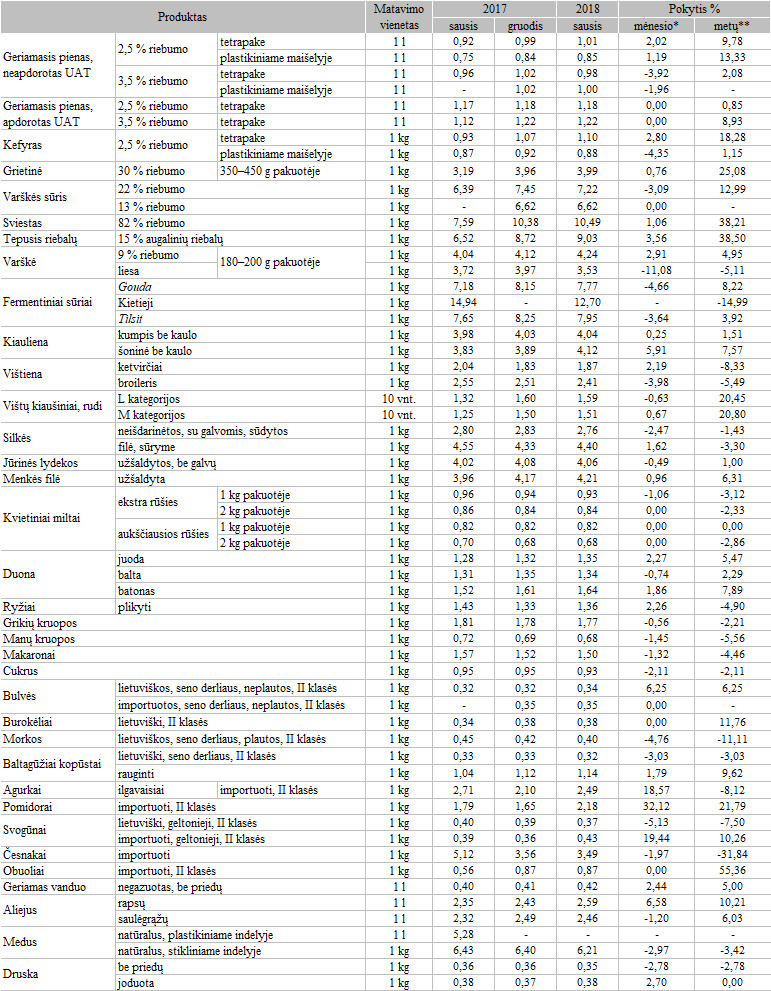 Produktas Matavimo vienetas 2017 2018 Pokytis %
sausis gruodis sausis mėnesio* metų**
Geriamasis pienas, neapdorotas UAT 2,5 % riebumo tetrapake 1 l 0,92 0,99 1,01 2,02 9,78
plastikiniame maišelyje 1 l 0,75 0,84 0,85 1,19 13,33
3,5 % riebumo tetrapake 1 l 0,96 1,02 0,98 -3,92 2,08
plastikiniame maišelyje 1 l - 1,02 1,00 -1,96 -
Geriamasis pienas, apdorotas UAT 2,5 % riebumo tetrapake 1 l 1,17 1,18 1,18 0,00 0,85
3,5 % riebumo tetrapake 1 l 1,12 1,22 1,22 0,00 8,93
Kefyras 2,5 % riebumo tetrapake 1 kg 0,93 1,07 1,10 2,80 18,28
plastikiniame maišelyje 1 kg 0,87 0,92 0,88 -4,35 1,15
Grietinė 30 % riebumo 350–450 g pakuotėje 1 kg 3,19 3,96 3,99 0,76 25,08
Varškės sūris 22 % riebumo 1 kg 6,39 7,45 7,22 -3,09 12,99
13 % riebumo 1 kg - 6,62 6,62 0,00 -
Sviestas 82 % riebumo 1 kg 7,59 10,38 10,49 1,06 38,21
Tepusis riebalų 15 % augalinių riebalų 1 kg 6,52 8,72 9,03 3,56 38,50
Varškė 9 % riebumo 180–200 g pakuotėje 1 kg 4,04 4,12 4,24 2,91 4,95
liesa 1 kg 3,72 3,97 3,53 -11,08 -5,11
Fermentiniai sūriai Gouda 1 kg 7,18 8,15 7,77 -4,66 8,22
Kietieji 1 kg 14,94 - 12,70 - -14,99
Tilsit 1 kg 7,65 8,25 7,95 -3,64 3,92
Kiauliena kumpis be kaulo 1 kg 3,98 4,03 4,04 0,25 1,51
šoninė be kaulo 1 kg 3,83 3,89 4,12 5,91 7,57
Vištiena ketvirčiai 1 kg 2,04 1,83 1,87 2,19 -8,33
broileris 1 kg 2,55 2,51 2,41 -3,98 -5,49
Vištų kiaušiniai, rudi L kategorijos 10 vnt. 1,32 1,60 1,59 -0,63 20,45
M kategorijos 10 vnt. 1,25 1,50 1,51 0,67 20,80
Silkės neišdarinėtos, su galvomis, sūdytos 1 kg 2,80 2,83 2,76 -2,47 -1,43
filė, sūryme 1 kg 4,55 4,33 4,40 1,62 -3,30
Jūrinės lydekos užšaldytos, be galvų 1 kg 4,02 4,08 4,06 -0,49 1,00
Menkės filė užšaldyta 1 kg 3,96 4,17 4,21 0,96 6,31
Kvietiniai miltai ekstra rūšies 1 kg pakuotėje 1 kg 0,96 0,94 0,93 -1,06 -3,12
2 kg pakuotėje 1 kg 0,86 0,84 0,84 0,00 -2,33
aukščiausios rūšies 1 kg pakuotėje 1 kg 0,82 0,82 0,82 0,00 0,00
2 kg pakuotėje 1 kg 0,70 0,68 0,68 0,00 -2,86
Duona juoda 1 kg 1,28 1,32 1,35 2,27 5,47
balta 1 kg 1,31 1,35 1,34 -0,74 2,29
batonas 1 kg 1,52 1,61 1,64 1,86 7,89
Ryžiai plikyti 1 kg 1,43 1,33 1,36 2,26 -4,90
Grikių kruopos 1 kg 1,81 1,78 1,77 -0,56 -2,21
Manų kruopos 1 kg 0,72 0,69 0,68 -1,45 -5,56
Makaronai 1 kg 1,57 1,52 1,50 -1,32 -4,46
Cukrus 1 kg 0,95 0,95 0,93 -2,11 -2,11
Bulvės lietuviškos, seno derliaus, neplautos, II klasės 1 kg 0,32 0,32 0,34 6,25 6,25
importuotos, seno derliaus, neplautos, II klasės 1 kg - 0,35 0,35 0,00 -
Burokėliai lietuviški, II klasės 1 kg 0,34 0,38 0,38 0,00 11,76
Morkos lietuviškos, seno derliaus, plautos, II klasės 1 kg 0,45 0,42 0,40 -4,76 -11,11
Baltagūžiai kopūstai lietuviški, seno derliaus, II klasės 1 kg 0,33 0,33 0,32 -3,03 -3,03
rauginti 1 kg 1,04 1,12 1,14 1,79 9,62
Agurkai ilgavaisiai importuoti, II klasės 1 kg 2,71 2,10 2,49 18,57 -8,12
Pomidorai importuoti, II klasės 1 kg 1,79 1,65 2,18 32,12 21,79
Svogūnai lietuviški, geltonieji, II klasės 1 kg 0,40 0,39 0,37 -5,13 -7,50
importuoti, geltonieji, II klasės 1 kg 0,39 0,36 0,43 19,44 10,26
Česnakai importuoti 1 kg 5,12 3,56 3,49 -1,97 -31,84
Obuoliai importuoti, II klasės 1 kg 0,56 0,87 0,87 0,00 55,36
Geriamas vanduo negazuotas, be priedų 1 l 0,40 0,41 0,42 2,44 5,00
Aliejus rapsų 1 l 2,35 2,43 2,59 6,58 10,21
saulėgrąžų 1 l 2,32 2,49 2,46 -1,20 6,03
Medus natūralus, plastikiniame indelyje 1 l 5,28 - - - -
natūralus, stikliniame indelyje 1 kg 6,43 6,40 6,21 -2,97 -3,42
Druska be priedų 1 kg 0,36 0,36 0,35 -2,78 -2,78
joduota 1 kg 0,38 0,37 0,38 2,70 0,00